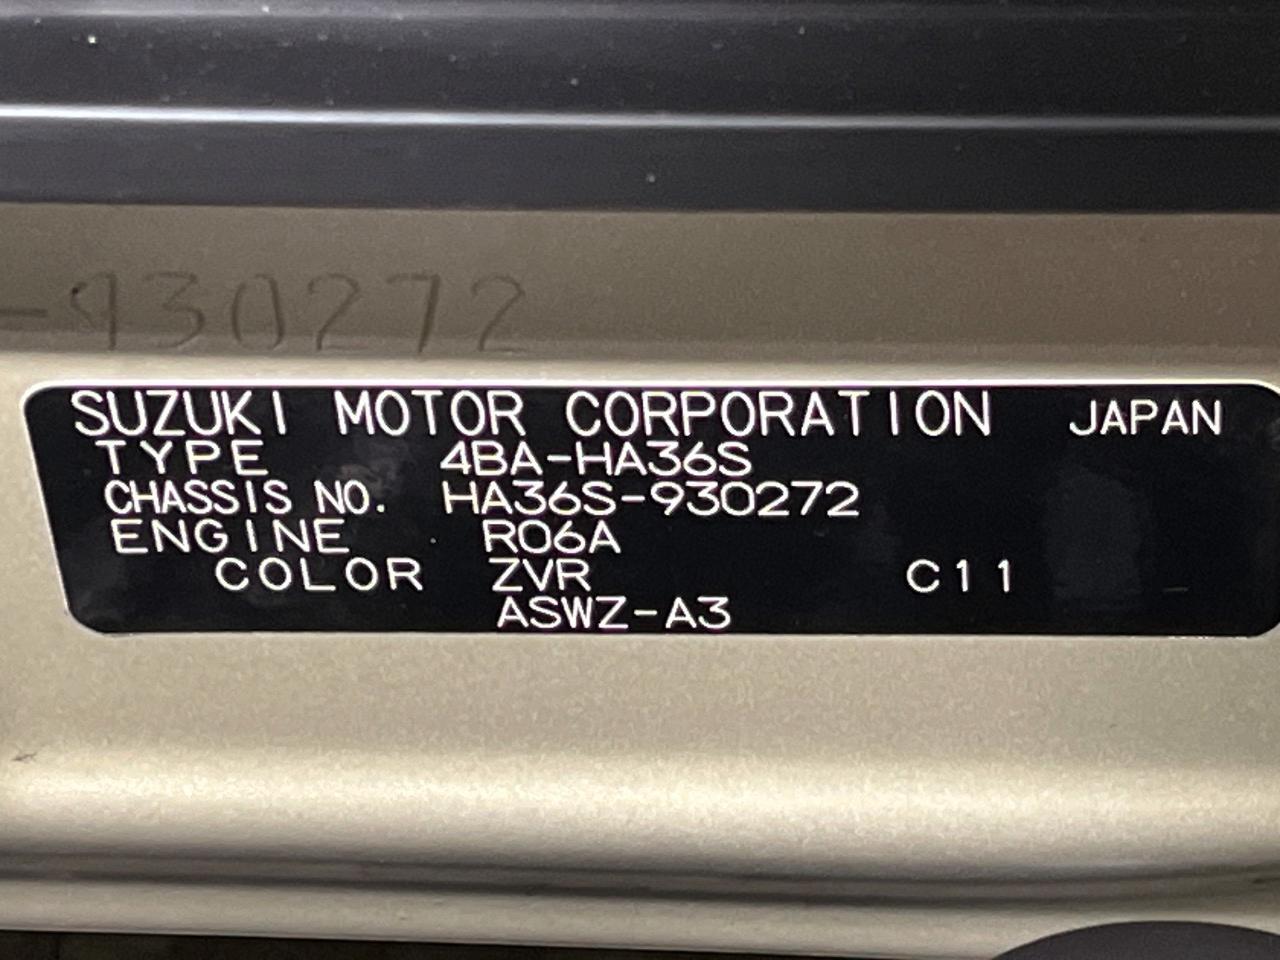 -930272
SUZUKI MOTOR CORPORATION JAPAN
TYPE 4BA-HA36S
CHASSIS NO. HA36S-930272
ENGINE R06A
COLOR ZVR C11
ASWZ-A3